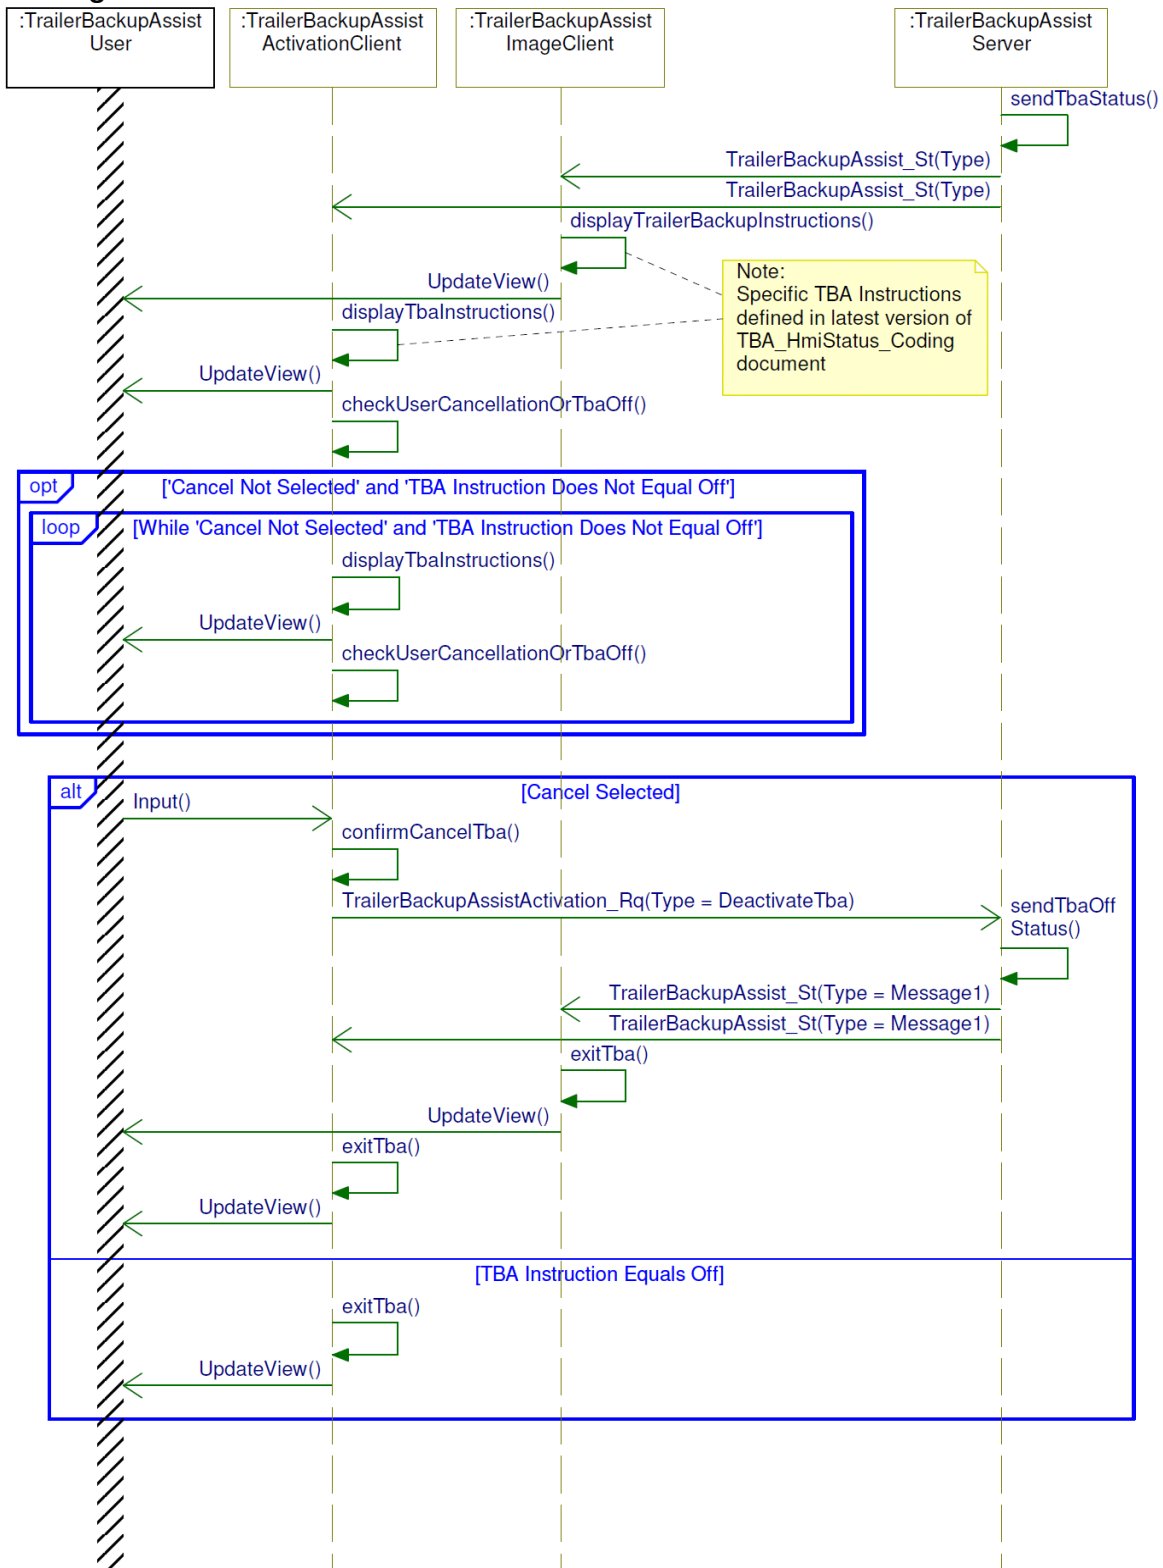 :TrailerBackupAssist
User
:TrailerBackupAssist
ActivationClient
:TrailerBackupAssist
ImageClient
:TrailerBackupAssist
Server
sendTbaStatus()
TrailerBackupAssist_St(Type)
TrailerBackupAssist_St(Type)
displayTrailerBackupInstructions()
Note:
Specific TBA Instructions
defined in latest version of
TBA_HmiStatus_Coding
document
UpdateView()
displayTbaInstructions()
UpdateView()
checkUserCancellationOrTbaOff()
opt
['Cancel Not Selected' and 'TBA Instruction Does Not Equal Off']
loop
[While 'Cancel Not Selected' and 'TBA Instruction Does Not Equal Off']
displayTbaInstructions()
UpdateView()
checkUserCancellationOrTbaOff()
alt
[Cancel Selected]
Input()
confirmCancelTba()
TrailerBackupAssistActivation_Rq(Type = DeactivateTba)
sendTbaOff
Status()
TrailerBackupAssist_St(Type = Message1)
TrailerBackupAssist_St(Type = Message1)
exitTba()
UpdateView()
exitTba()
UpdateView()
[TBA Instruction Equals Off]
exitTba()
UpdateView()